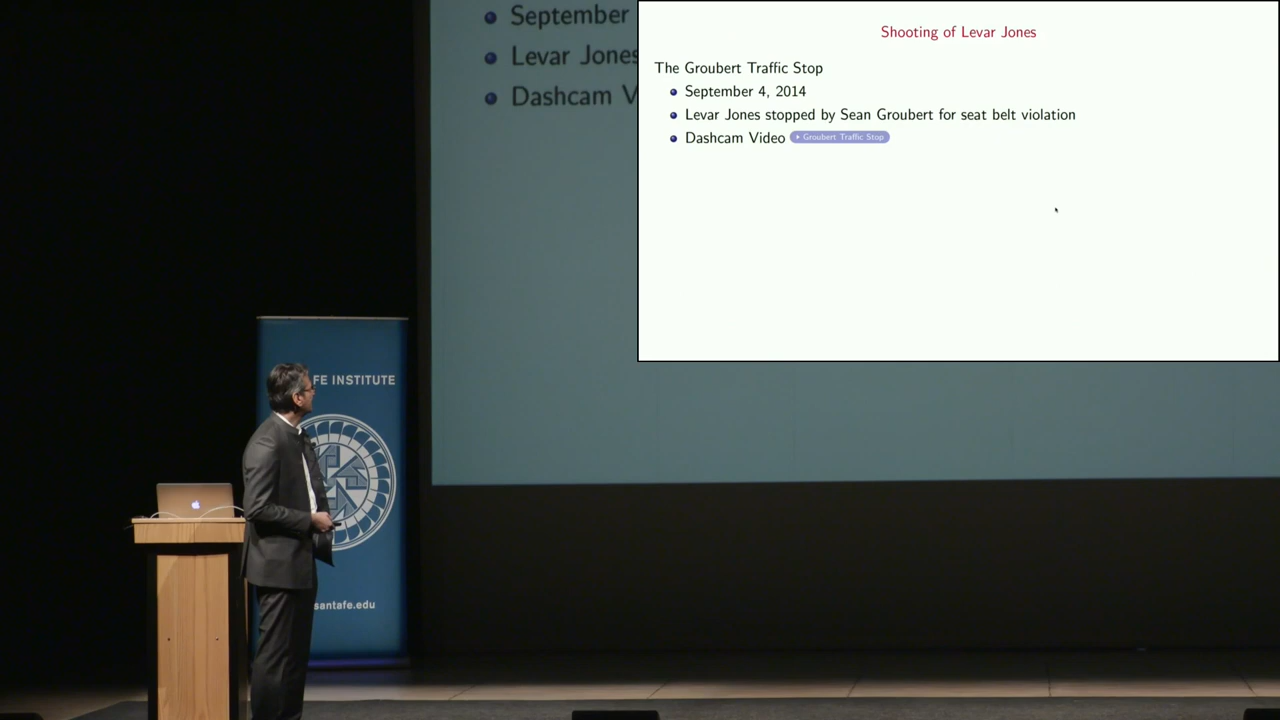 September
Levar Jones
Dashcam V
Shooting of Levar Jones
The Groubert Traffic Stop
September 4, 2014
Levar Jones stopped by Sean Groubert for seat belt violation
Dashcam Video Groubert Traffic Stop
FE INSTITUTE
santafe.edu